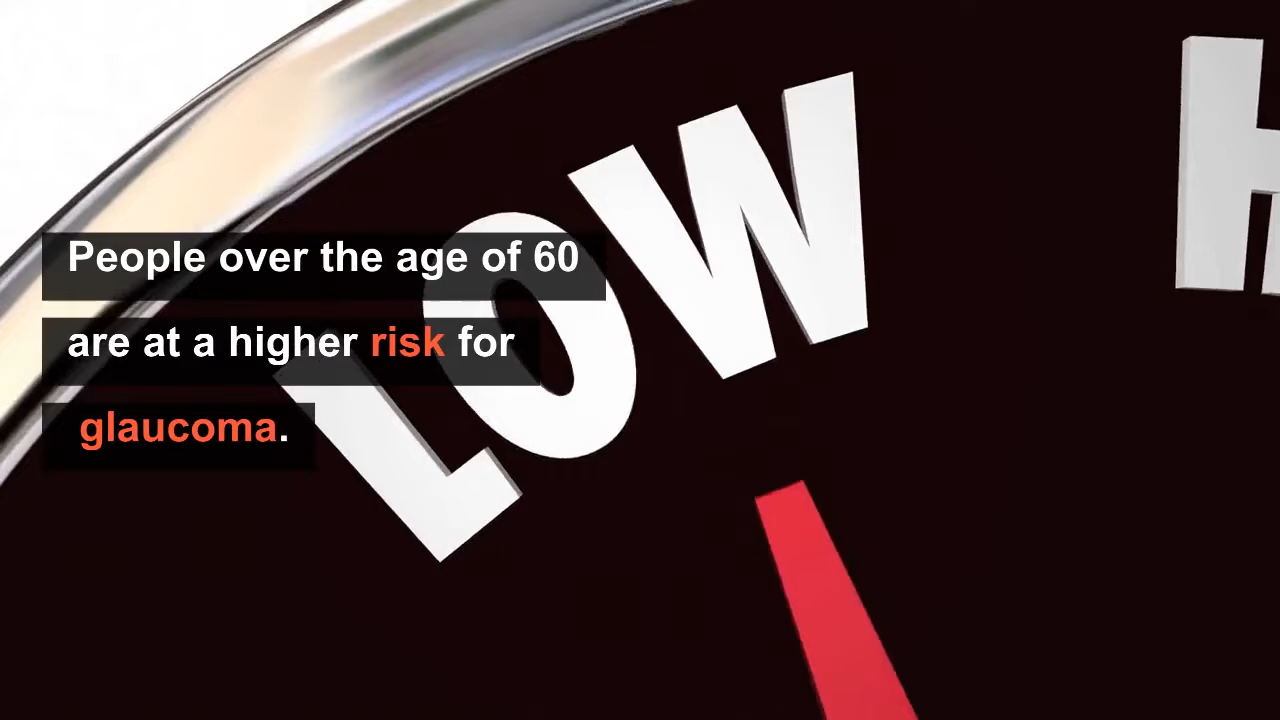 LOW
H
People over the age of 60
are at a higher risk for
glaucoma.